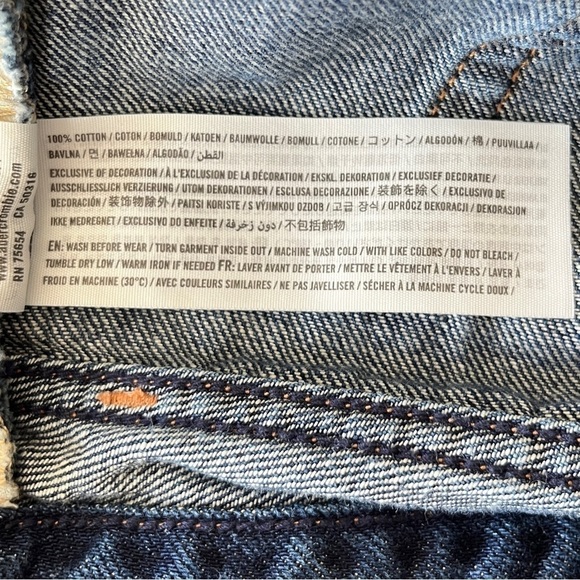 100% COTTON / COTON / BOMULD / KATOEN / BAUMWOLLE / BOMULL / COTONE / コットン / ALGODÓN / 棉 / PUUVILLAA /
BAVLNA / 면 / BAWEŁNA / ALGODÃO / القطن
EXCLUSIVE OF DECORATION / À L'EXCLUSION DE LA DÉCORATION / EKSKL. DEKORATION / EXCLUSIEF DECORATIE /
AUSSCHLIESSLICH VERZIERUNG / UTOM DEKORATIONEN / ESCLUSA DECORAZIONE / 装飾を除く / EXCLUSIVO DE
DECORACIÓN / 装饰物除外 / PAITSI KORISTE / S VÝJIMKOU OZDOB / 고급 장식 / OPRÓCZ DEKORACJI / DEKORASJON
IKKE MEDREGNET / EXCLUSIVO DO ENFEITE / دون زخرفة / 不包括飾物
EN: WASH BEFORE WEAR / TURN GARMENT INSIDE OUT / MACHINE WASH COLD / WITH LIKE COLORS / DO NOT BLEACH /
TUMBLE DRY LOW / WARM IRON IF NEEDED FR: LAVER AVANT DE PORTER / METTRE LE VÊTEMENT À L'ENVERS / LAVER À
FROID EN MACHINE (30°C) / AVEC COULEURS SIMILAIRES / NE PAS JAVELLISER / SÉCHER À LA MACHINE CYCLE DOUX /
www.abercrombie.com
RN 75654 CA 50316